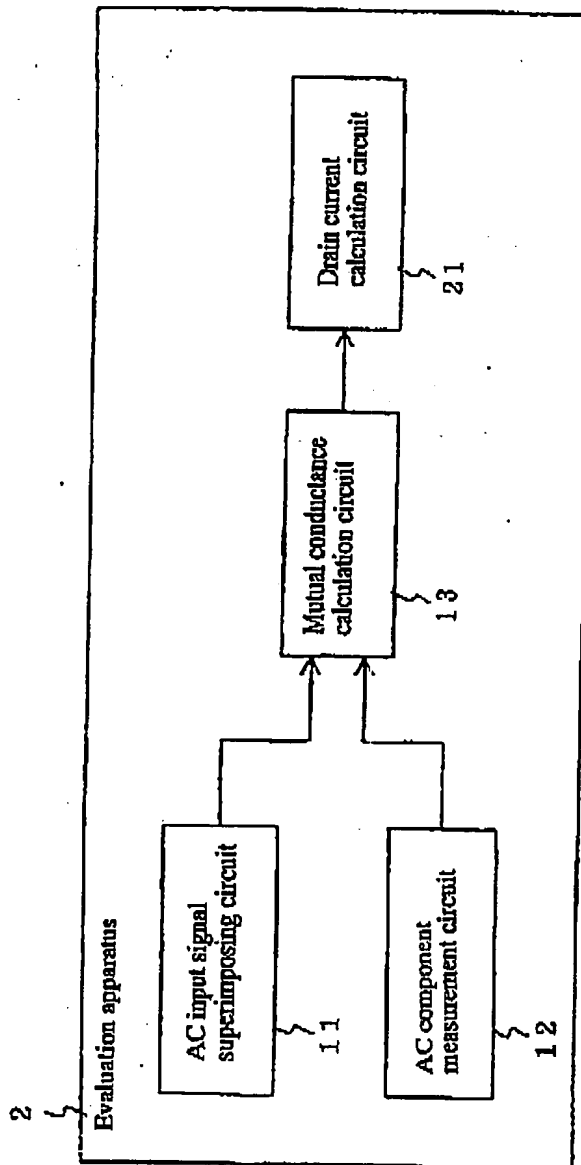 2
Evaluation apparatus
AC input signal
superimposing circuit
11
AC component
measurement circuit
12
Mutual conductance
calculation circuit
13
Drain current
calculation circuit
21